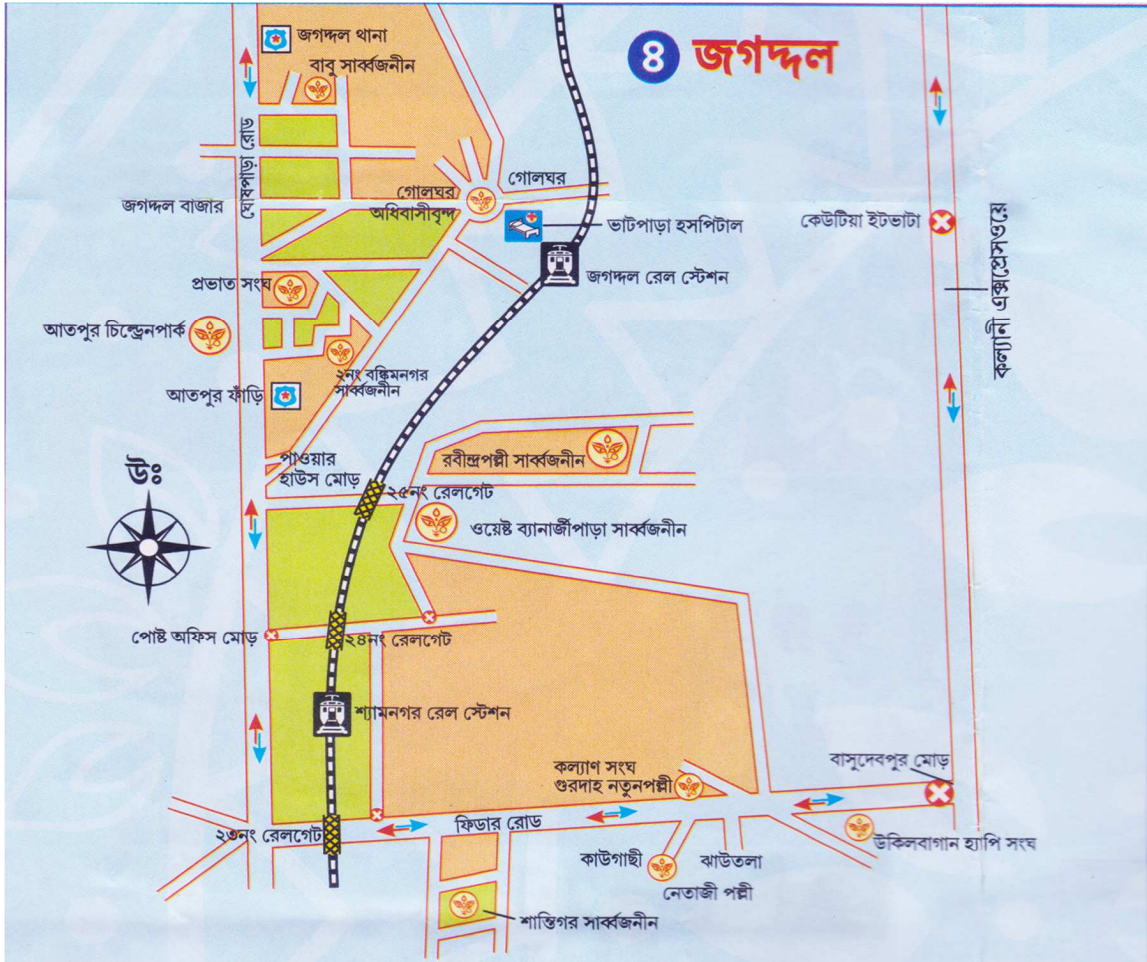 ৪ জগদ্দল
জগদ্দল থানা
বাবু সার্ব্বজনীন
ঘোষপাড়া রোড
গোলঘর
গোলঘর
অধিবাসীবৃন্দ
জগদ্দল বাজার
ভাটপাড়া হসপিটাল
কেউটিয়া ইটভাটা
কল্যানী এক্সপ্রেসওয়ে
জগদ্দল রেল স্টেশন
প্রভাত সংঘ
আতপুর চিল্ড্রেনপার্ক
২নং বঙ্কিমনগর
সার্ব্বজনীন
আতপুর ফাঁড়ি
উঃ
পাওয়ার
হাউস মোড়
রবীন্দ্রপল্লী সার্ব্বজনীন
২৫নং রেলগেট
ওয়েষ্ট ব্যানার্জীপাড়া সার্ব্বজনীন
পোষ্ট অফিস মোড়
২৪নং রেলগেট
শ্যামনগর রেল স্টেশন
কল্যাণ সংঘ
গুরদাহ নতুনপল্লী
বাসুদেবপুর মোড়
২৩নং রেলগেট
ফিডার রোড
উকিলবাগান হ্যাপি সংঘ
কাউগাছী
ঝাউতলা
নেতাজী পল্লী
শান্তিগর সার্ব্বজনীন